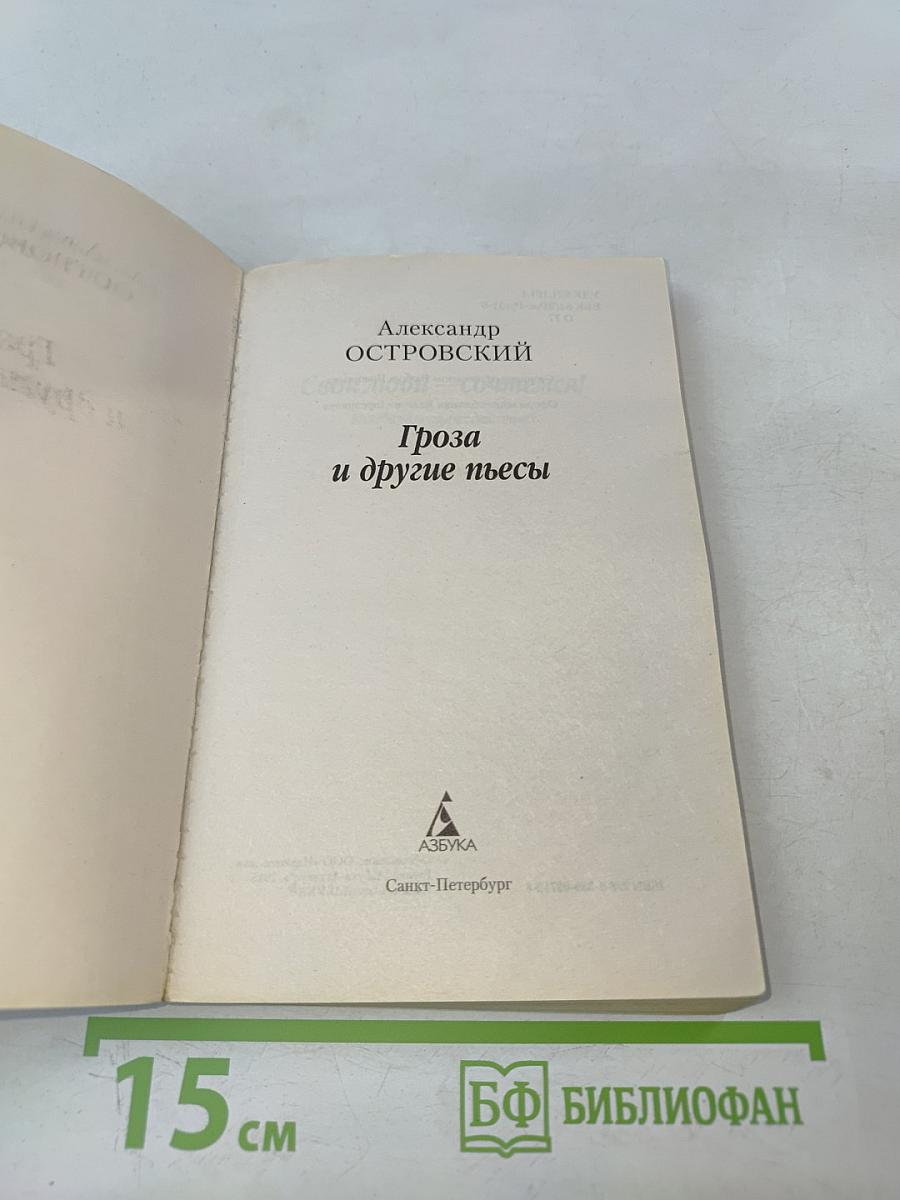 Александр
ОСТРОВСКИЙ
Гроза
и другие пьесы
АЗБУКА
Санкт-Петербург
15 см
БФ БИБЛИОФАН